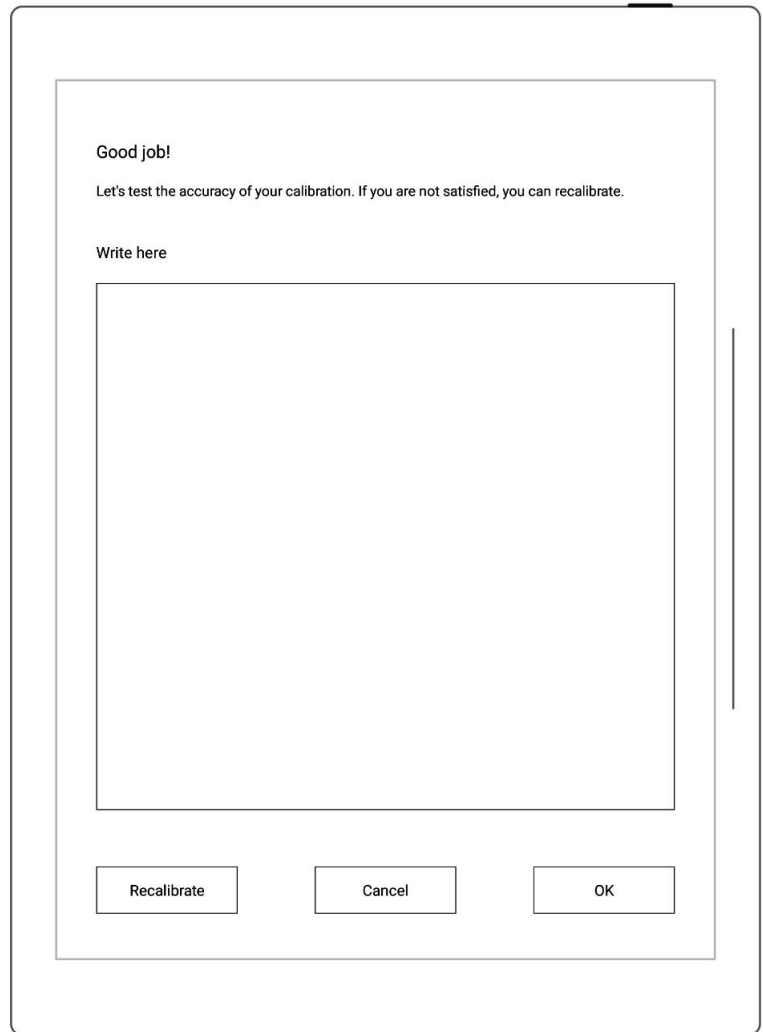 Good job!
Let's test the accuracy of your calibration. If you are not satisfied, you can recalibrate.
Write here
Recalibrate
Cancel
OK